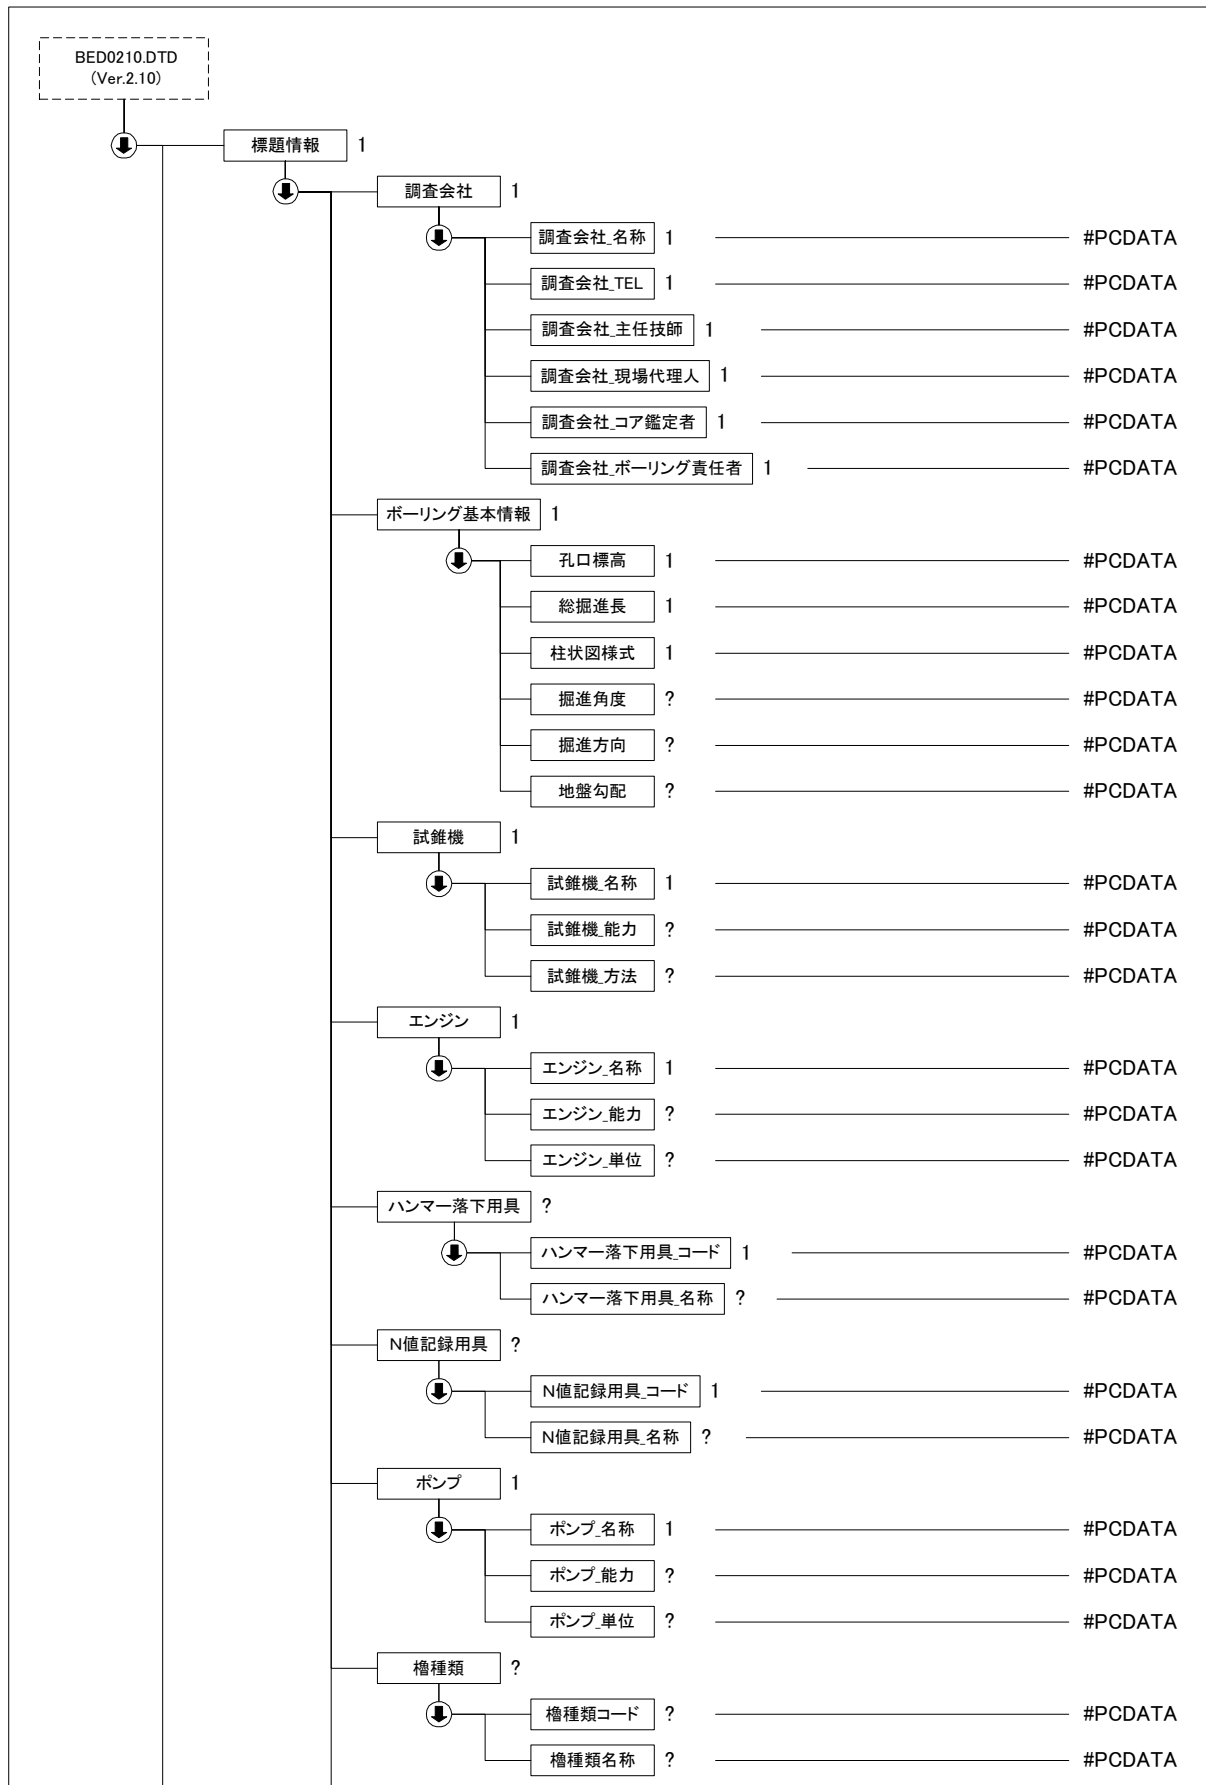 BED0210.DTD
(Ver.2.10)
標題情報 1
調査会社 1
調査会社_名称 1 #PCDATA
調査会社_TEL 1 #PCDATA
調査会社_主任技師 1 #PCDATA
調査会社_現場代理人 1 #PCDATA
調査会社_コア鑑定者 1 #PCDATA
調査会社_ボーリング責任者 1 #PCDATA
ボーリング基本情報 1
孔口標高 1 #PCDATA
総掘進長 1 #PCDATA
柱状図様式 1 #PCDATA
掘進角度 ? #PCDATA
掘進方向 ? #PCDATA
地盤勾配 ? #PCDATA
試錐機 1
試錐機_名称 1 #PCDATA
試錐機_能力 ? #PCDATA
試錐機_方法 ? #PCDATA
エンジン 1
エンジン_名称 1 #PCDATA
エンジン_能力 ? #PCDATA
エンジン_単位 ? #PCDATA
ハンマー落下用具 ?
ハンマー落下用具_コード 1 #PCDATA
ハンマー落下用具_名称 ? #PCDATA
N値記録用具 ?
N値記録用具_コード 1 #PCDATA
N値記録用具_名称 ? #PCDATA
ポンプ 1
ポンプ_名称 1 #PCDATA
ポンプ_能力 ? #PCDATA
ポンプ_単位 ? #PCDATA
櫓種類 ?
櫓種類コード ? #PCDATA
櫓種類名称 ? #PCDATA